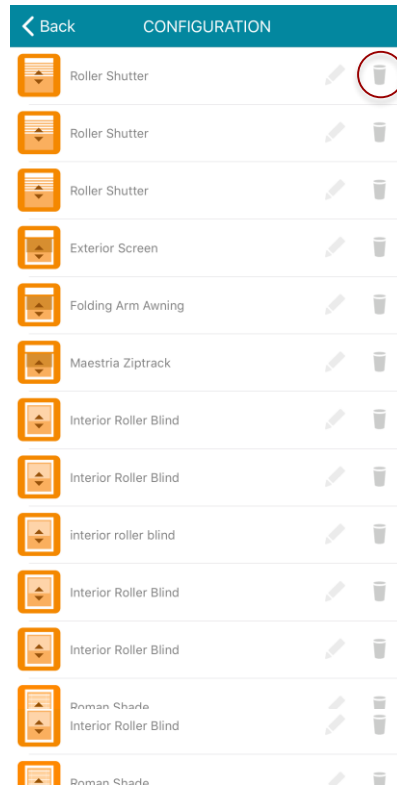 Back CONFIGURATION
Roller Shutter
Roller Shutter
Roller Shutter
Exterior Screen
Folding Arm Awning
Maestria Ziptrack
Interior Roller Blind
Interior Roller Blind
interior roller blind
Interior Roller Blind
Interior Roller Blind
Roman Shade
Interior Roller Blind
Roman Shade